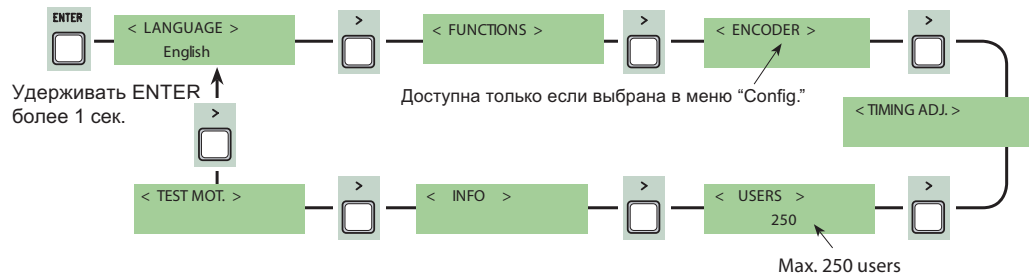 ENTER
< LANGUAGE >
English
>
< FUNCTIONS >
>
< ENCODER >
>
Удерживать ENTER
более 1 сек.
Доступна только если выбрана в меню “Config.”
>
< TIMING ADJ. >
< TEST MOT. >
>
< INFO >
>
< USERS >
250
>
Max. 250 users